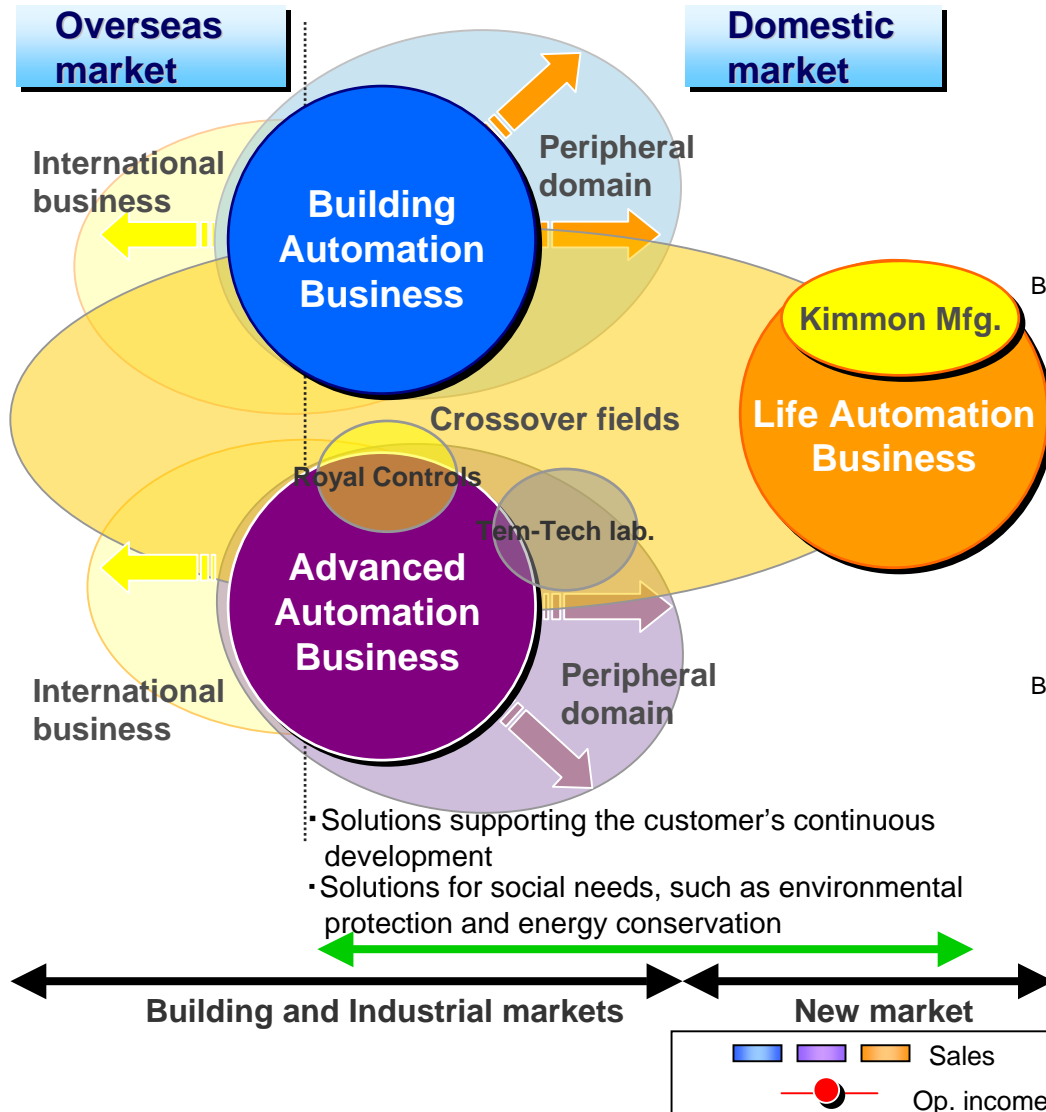 Overseas
market
Domestic
market
International
business
Peripheral
domain
Building
Automation
Business
B
Kimmon Mfg.
Life Automation
Business
Crossover fields
Royal Controls
Tem-Tech lab.
Advanced
Automation
Business
International
business
Peripheral
domain
B
・Solutions supporting the customer's continuous
development
・Solutions for social needs, such as environmental
protection and energy conservation
Building and Industrial markets
New market
Sales
Op. income